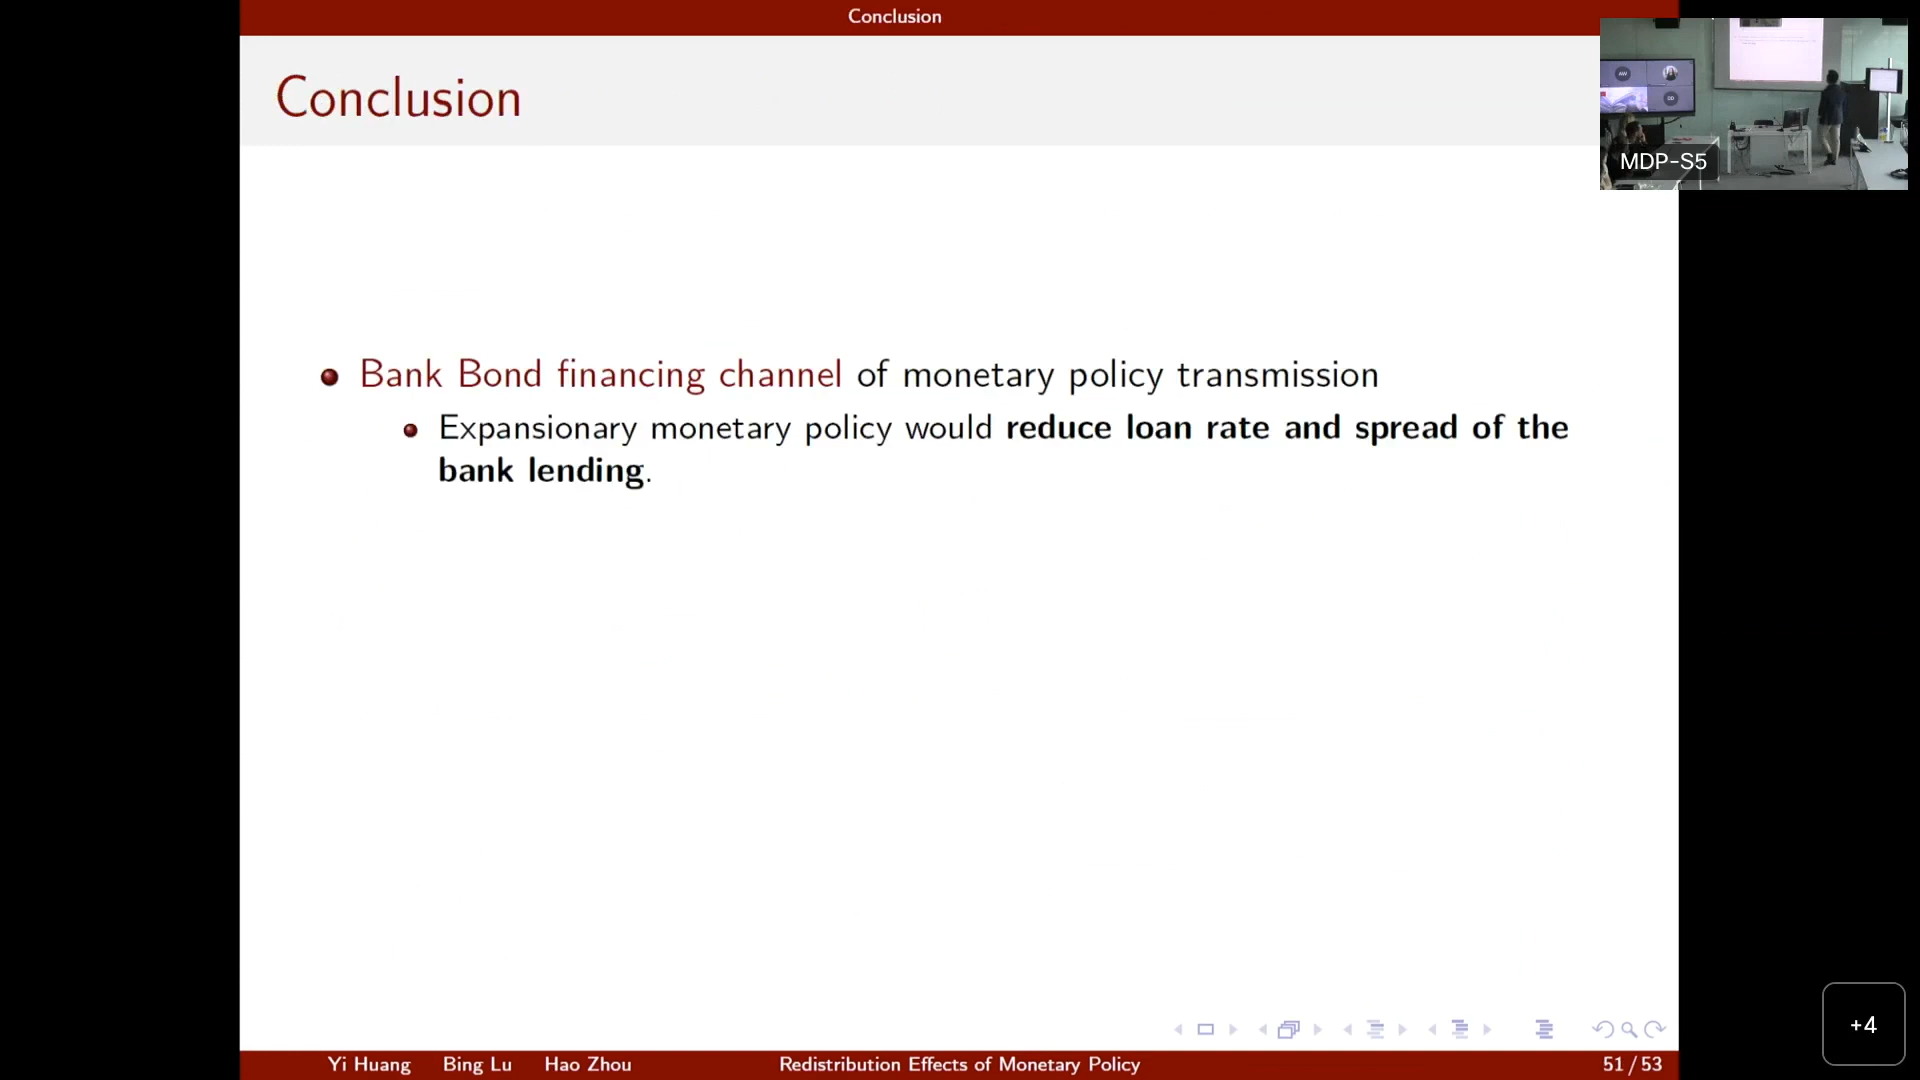 Conclusion
Conclusion
MDP-S5
Bank Bond financing channel of monetary policy transmission
Expansionary monetary policy would reduce loan rate and spread of the
bank lending.
+4
Yi Huang Bing Lu Hao Zhou Redistribution Effects of Monetary Policy 51 / 53